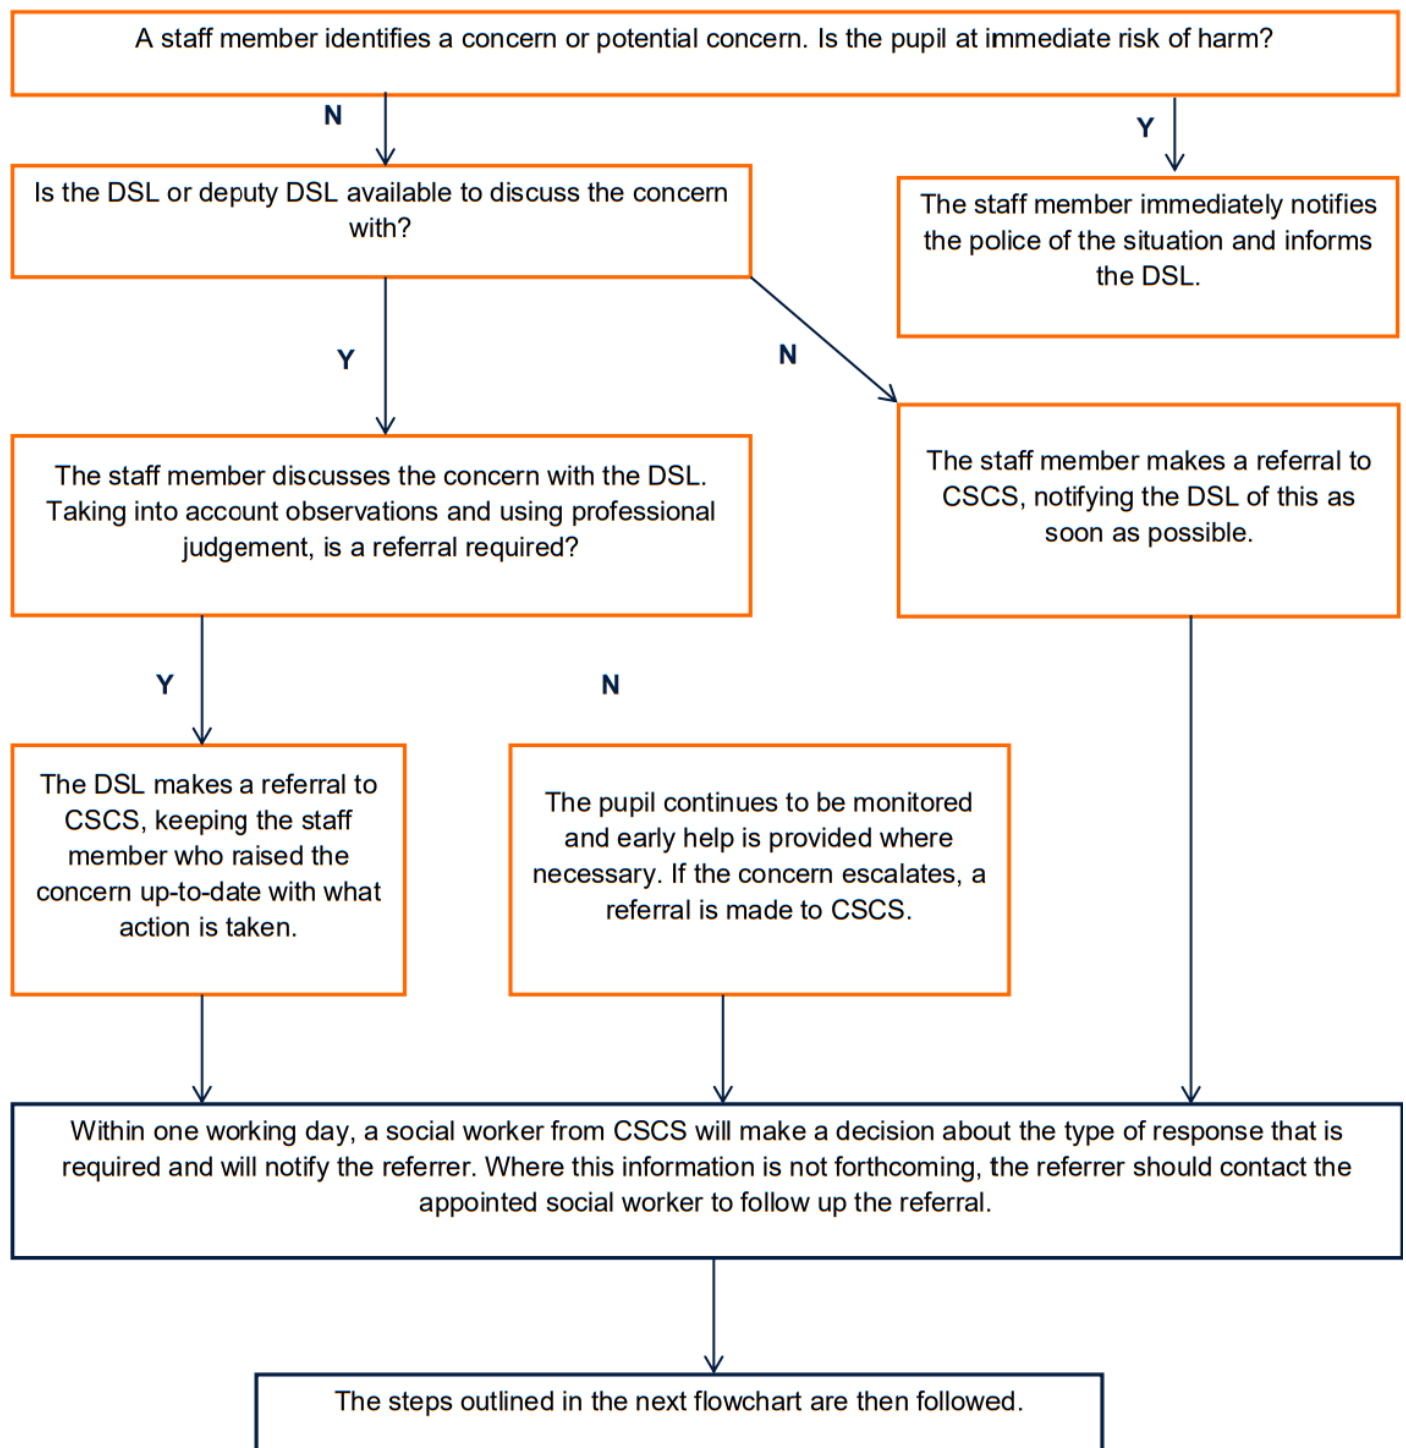 A staff member identifies a concern or potential concern. Is the pupil at immediate risk of harm?
N
Y
Is the DSL or deputy DSL available to discuss the concern
with?
The staff member immediately notifies
the police of the situation and informs
the DSL.
Y
N
The staff member discusses the concern with the DSL.
Taking into account observations and using professional
judgement, is a referral required?
The staff member makes a referral to
CSCS, notifying the DSL of this as
soon as possible.
Y
N
The DSL makes a referral to
CSCS, keeping the staff
member who raised the
concern up-to-date with what
action is taken.
The pupil continues to be monitored
and early help is provided where
necessary. If the concern escalates, a
referral is made to CSCS.
Within one working day, a social worker from CSCS will make a decision about the type of response that is
required and will notify the referrer. Where this information is not forthcoming, the referrer should contact the
appointed social worker to follow up the referral.
The steps outlined in the next flowchart are then followed.